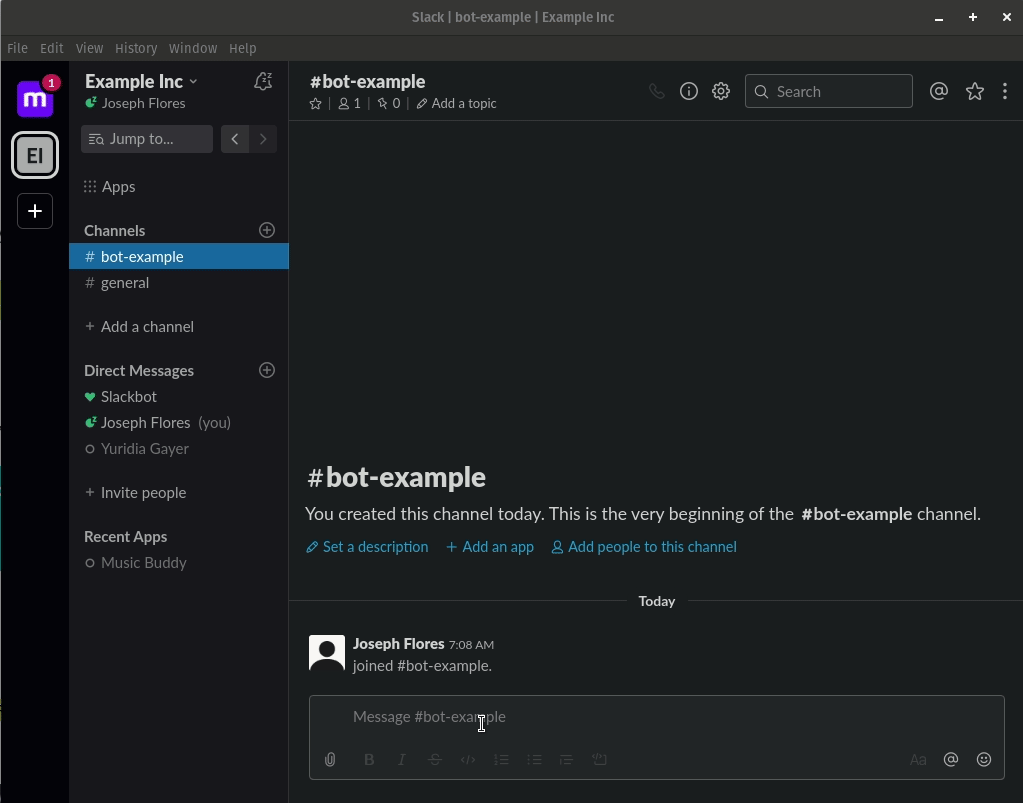 Slack | bot-example | Example Inc
File Edit View History Window Help
m
1
EI
Example Inc
Joseph Flores
Jump to...
Apps
Channels
# bot-example
# general
+ Add a channel
Direct Messages
Slackbot
Joseph Flores (you)
Yuridia Gayer
+ Invite people
Recent Apps
Music Buddy
#bot-example
1 | 0 | Add a topic
Search
#bot-example
You created this channel today. This is the very beginning of the #bot-example channel.
Set a description + Add an app Add people to this channel
Today
Joseph Flores 7:08 AM
joined #bot-example.
Message #bot-example
B I S </> Aa @